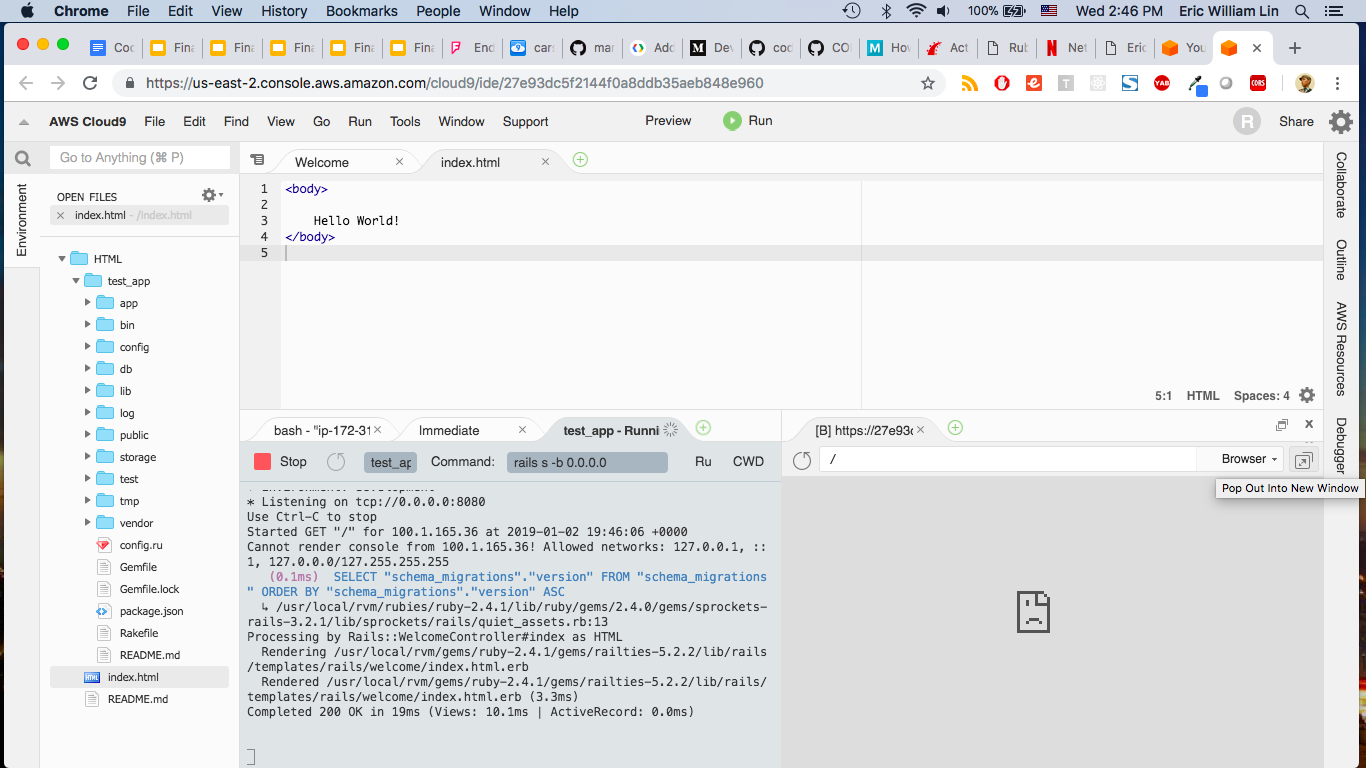 Chrome File Edit View History Bookmarks People Window Help 100% Wed 2:46 PM Eric William Lin
Coc Fina Fina Fina Fina Fina End cars mar Add Dev cod CO How Act Rub Net Eric You
https://us-east-2.console.aws.amazon.com/cloud9/ide/27e93dc5f2144f0a8ddb35aeb848e960
AWS Cloud9 File Edit Find View Go Run Tools Window Support Preview Run R Share
Go to Anything (⌘ P)
Welcome index.html
Environment
OPEN FILES
index.html - /index.html
HTML
test_app
app
bin
config
db
lib
log
public
storage
test
tmp
vendor
config.ru
Gemfile
Gemfile.lock
package.json
Rakefile
README.md
index.html
README.md
1 <body>
2
3 Hello World!
4 </body>
5
5:1 HTML Spaces: 4
Collaborate
Outline
AWS Resources
Debugger
bash - "ip-172-31 Immediate test_app - Runni
Stop test_ap Command: rails s -b 0.0.0.0 Ru CWD
* Listening on tcp://0.0.0.0:8080
Use Ctrl-C to stop
Started GET "/" for 100.1.165.36 at 2019-01-02 19:46:06 +0000
Cannot render console from 100.1.165.36! Allowed networks: 127.0.0.1, ::
1, 127.0.0.0/127.255.255.255
(0.1ms) SELECT "schema_migrations"."version" FROM "schema_migrations
" ORDER BY "schema_migrations"."version" ASC
↳ /usr/local/rvm/rubies/ruby-2.4.1/lib/ruby/gems/2.4.0/gems/sprockets-
rails-3.2.1/lib/sprockets/rails/quiet_assets.rb:13
Processing by Rails::WelcomeController#index as HTML
Rendering /usr/local/rvm/gems/ruby-2.4.1/gems/railties-5.2.2/lib/rails
/templates/rails/welcome/index.html.erb
Rendered /usr/local/rvm/gems/ruby-2.4.1/gems/railties-5.2.2/lib/rails/
templates/rails/welcome/index.html.erb (3.3ms)
Completed 200 OK in 19ms (Views: 10.1ms | ActiveRecord: 0.0ms)
[B] https://27e93
/ Browser
Pop Out Into New Window